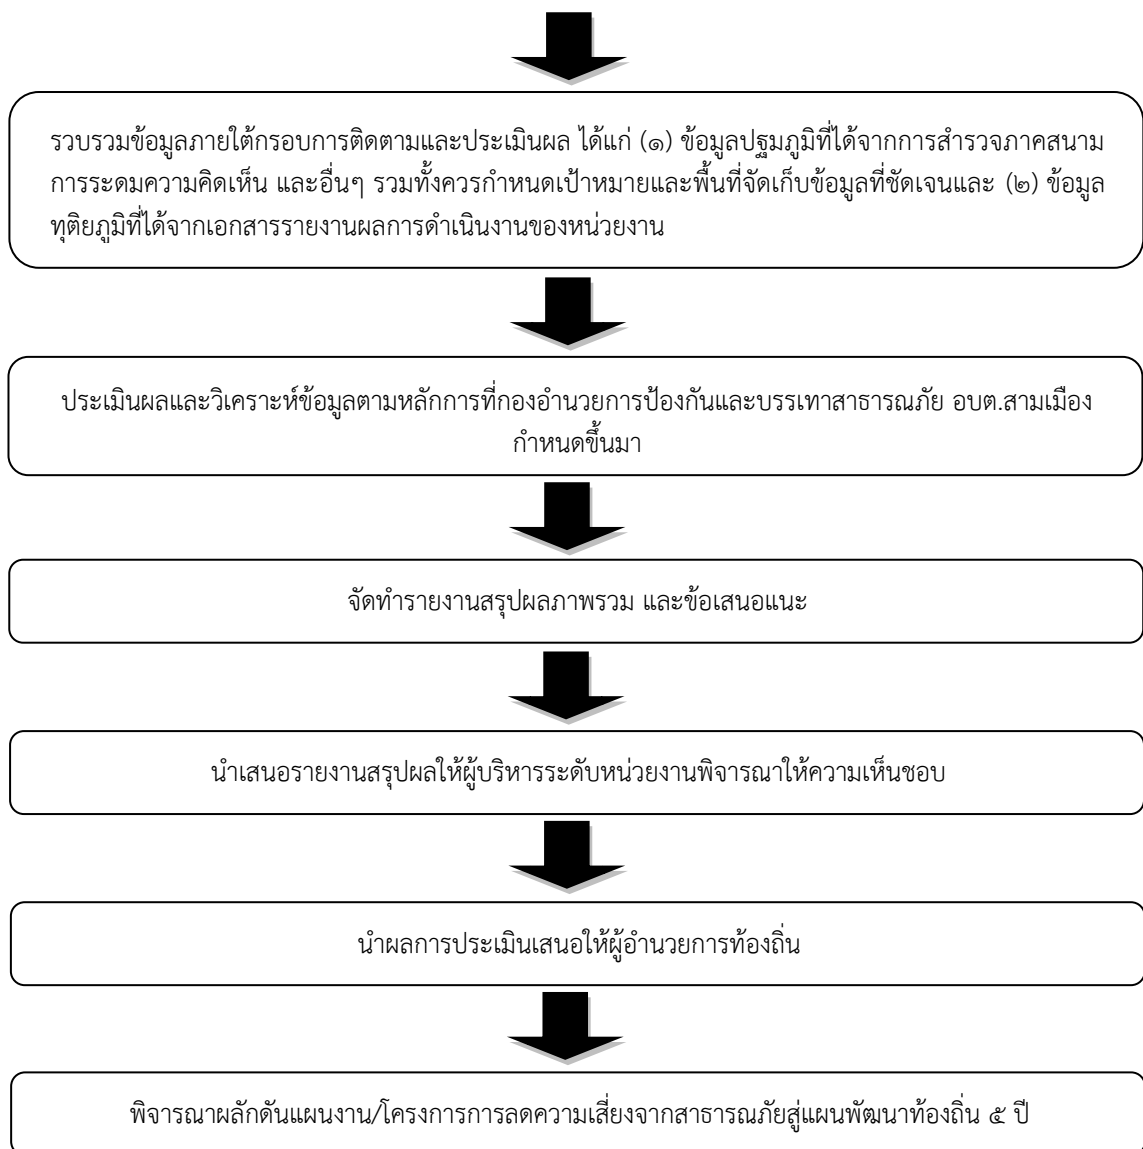 รวบรวมข้อมูลภายใต้กรอบการติดตามและประเมินผล ได้แก่ (๑) ข้อมูลปฐมภูมิที่ได้จากการสำรวจภาคสนาม
การระดมความคิดเห็น และอื่นๆ รวมทั้งควรกำหนดเป้าหมายและพื้นที่จัดเก็บข้อมูลที่ชัดเจนและ (๒) ข้อมูล
ทุติยภูมิที่ได้จากเอกสารรายงานผลการดำเนินงานของหน่วยงาน
ประเมินผลและวิเคราะห์ข้อมูลตามหลักการที่กองอำนวยการป้องกันและบรรเทาสาธารณภัย อบต.สามเมือง
กำหนดขึ้นมา
จัดทำรายงานสรุปผลภาพรวม และข้อเสนอแนะ
นำเสนอรายงานสรุปผลให้ผู้บริหารระดับหน่วยงานพิจารณาให้ความเห็นชอบ
นำผลการประเมินเสนอให้ผู้อำนวยการท้องถิ่น
พิจารณาผลักดันแผนงาน/โครงการการลดความเสี่ยงจากสาธารณภัยสู่แผนพัฒนาท้องถิ่น ๕ ปี